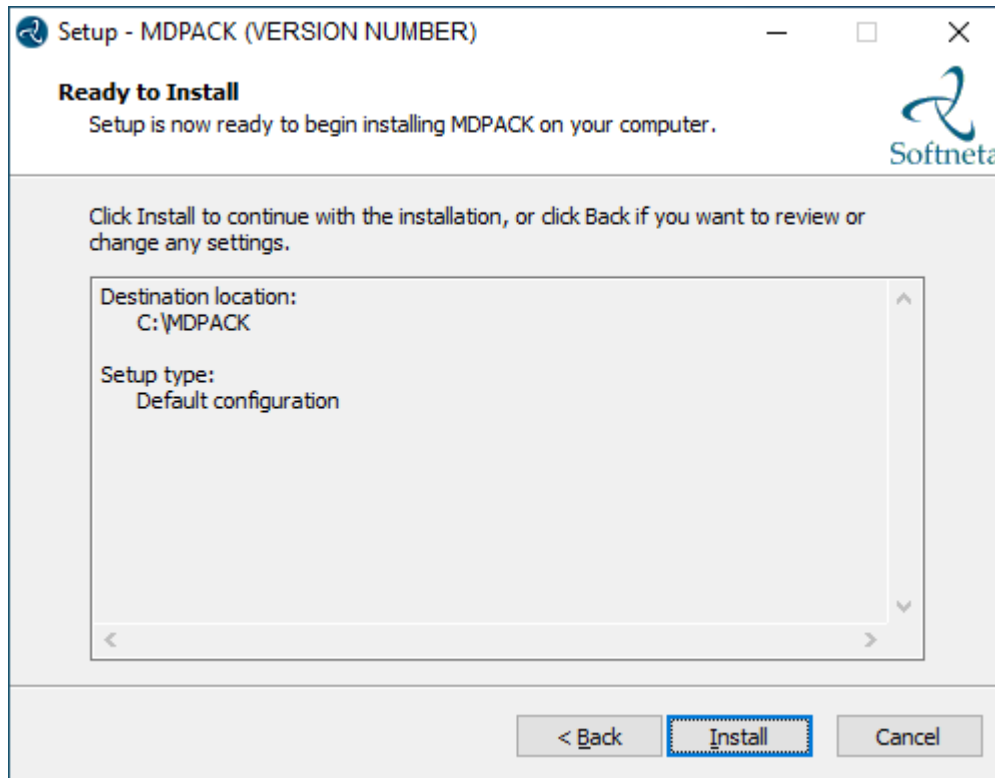 Setup - MDPACK (VERSION NUMBER)
Ready to Install
Setup is now ready to begin installing MDPACK on your computer.
Softneta
Click Install to continue with the installation, or click Back if you want to review or
change any settings.
Destination location:
C:\MDPACK
Setup type:
Default configuration
< Back
Install
Cancel